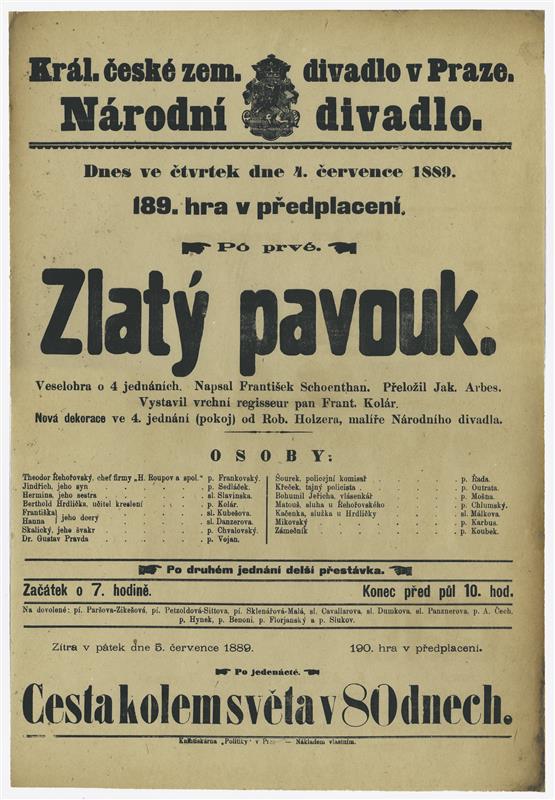 Král. české zem. divadlo v Praze.
Národní divadlo.
Dnes ve čtvrtek dne 4. července 1889.
189. hra v předplacení.
Po prvé.
Zlatý pavouk.
Veselohra o 4 jednáních. Napsal František Schoenthan. Přeložil Jak. Arbes.
Vystavil vrchní regisseur pan Frant. Kolár.
Nová dekorace ve 4. jednání (pokoj) od Rob. Holzera, malíře Národního divadla.
OSOBY:
Theodor Řehořovský, chef firmy „H. Roupov a spol." p. Frankovský.
Jindřich, jeho syn p. Sedláček.
Hermina, jeho sestra sl. Slavinská.
Berthold Hrdlička, učitel kreslení p. Kolár.
Františka } jeho dcery sl. Kubešova.
Hanna sl. Danzerova.
Skalický, jeho švakr p. Chvalovský.
Dr. Gustav Pravda p. Vojan.
Šourek, policejní komisař p. Řada.
Křeček, tajný policista p. Outrata.
Bohumil Jeřicha, vlásenkář p. Mošna.
Matouš, sluha u Řehořovského p. Chlumský.
Kačenka, služka u Hrdličky sl. Málkova.
Mikovský p. Karbus.
Zámečník p. Koubek.
Po druhém jednání delší přestávka.
Začátek o 7. hodině. Konec před půl 10. hod.
Na dovolené: pí. Paršova-Zikešová, pí. Petzoldová-Sittova, pí. Sklenářová-Malá, sl. Cavallarova, sl. Dumkova, sl. Panznerova, p. A. Čech,
p. Hynek, p. Benoni, p. Florjanský a p. Slukov.
Zítra v pátek dne 5. července 1889. 190. hra v předplacení.
Po jedenácté.
Cesta kolem světa v 80 dnech.
Knihtiskárna „Politiky" v Praze — Nákladem vlastním.